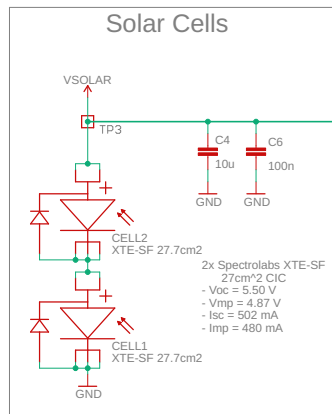 Solar Cells
VSOLAR
TP3
C4
10u
GND
C6
100n
GND
+
CELL2
XTE-SF 27.7cm2
+
CELL1
XTE-SF 27.7cm2
GND
2x Spectrolabs XTE-SF
27cm^2 CIC
- Voc = 5.50 V
- Vmp = 4.87 V
- Isc = 502 mA
- Imp = 480 mA